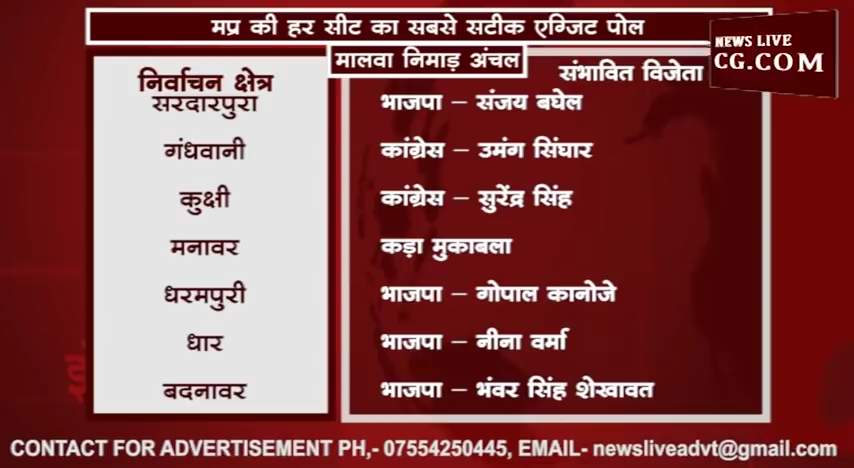 मप्र की हर सीट का सबसे सटीक एग्जिट पोल
NEWS LIVE
CG.COM
मालवा निमाड़ अंचल
निर्वाचन क्षेत्र संभावित विजेता
सरदारपुरा भाजपा – संजय बघेल
गंधवानी कांग्रेस – उमंग सिंघार
कुक्षी कांग्रेस – सुरेंद्र सिंह
मनावर कड़ा मुकाबला
धरमपुरी भाजपा – गोपाल कानोजे
धार भाजपा – नीना वर्मा
बदनावर भाजपा – भंवर सिंह शेखावत
CONTACT FOR ADVERTISEMENT PH,- 07554250445, EMAIL- newsliveadvt@gmail.com